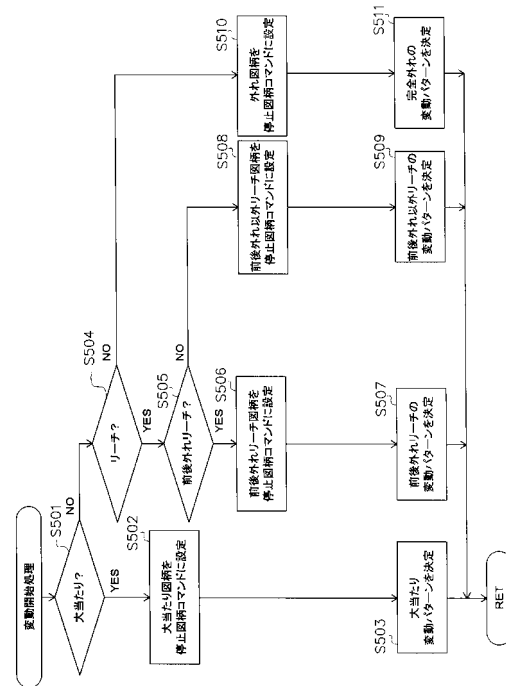 変動開始処理
S501
大当たり?
NO
YES
S502
大当たり図柄を
停止図柄コマンドに設定
S503
大当たり
変動パターンを決定
S504
リーチ?
NO
YES
S505
前後外れリーチ?
NO
YES
S506
前後外れリーチ図柄を
停止図柄コマンドに設定
S507
前後外れリーチの
変動パターンを決定
S508
前後外れ以外リーチ図柄を
停止図柄コマンドに設定
S509
前後外れ以外リーチの
変動パターンを決定
S510
外れ図柄を
停止図柄コマンドに設定
S511
完全外れの
変動パターンを決定
RET